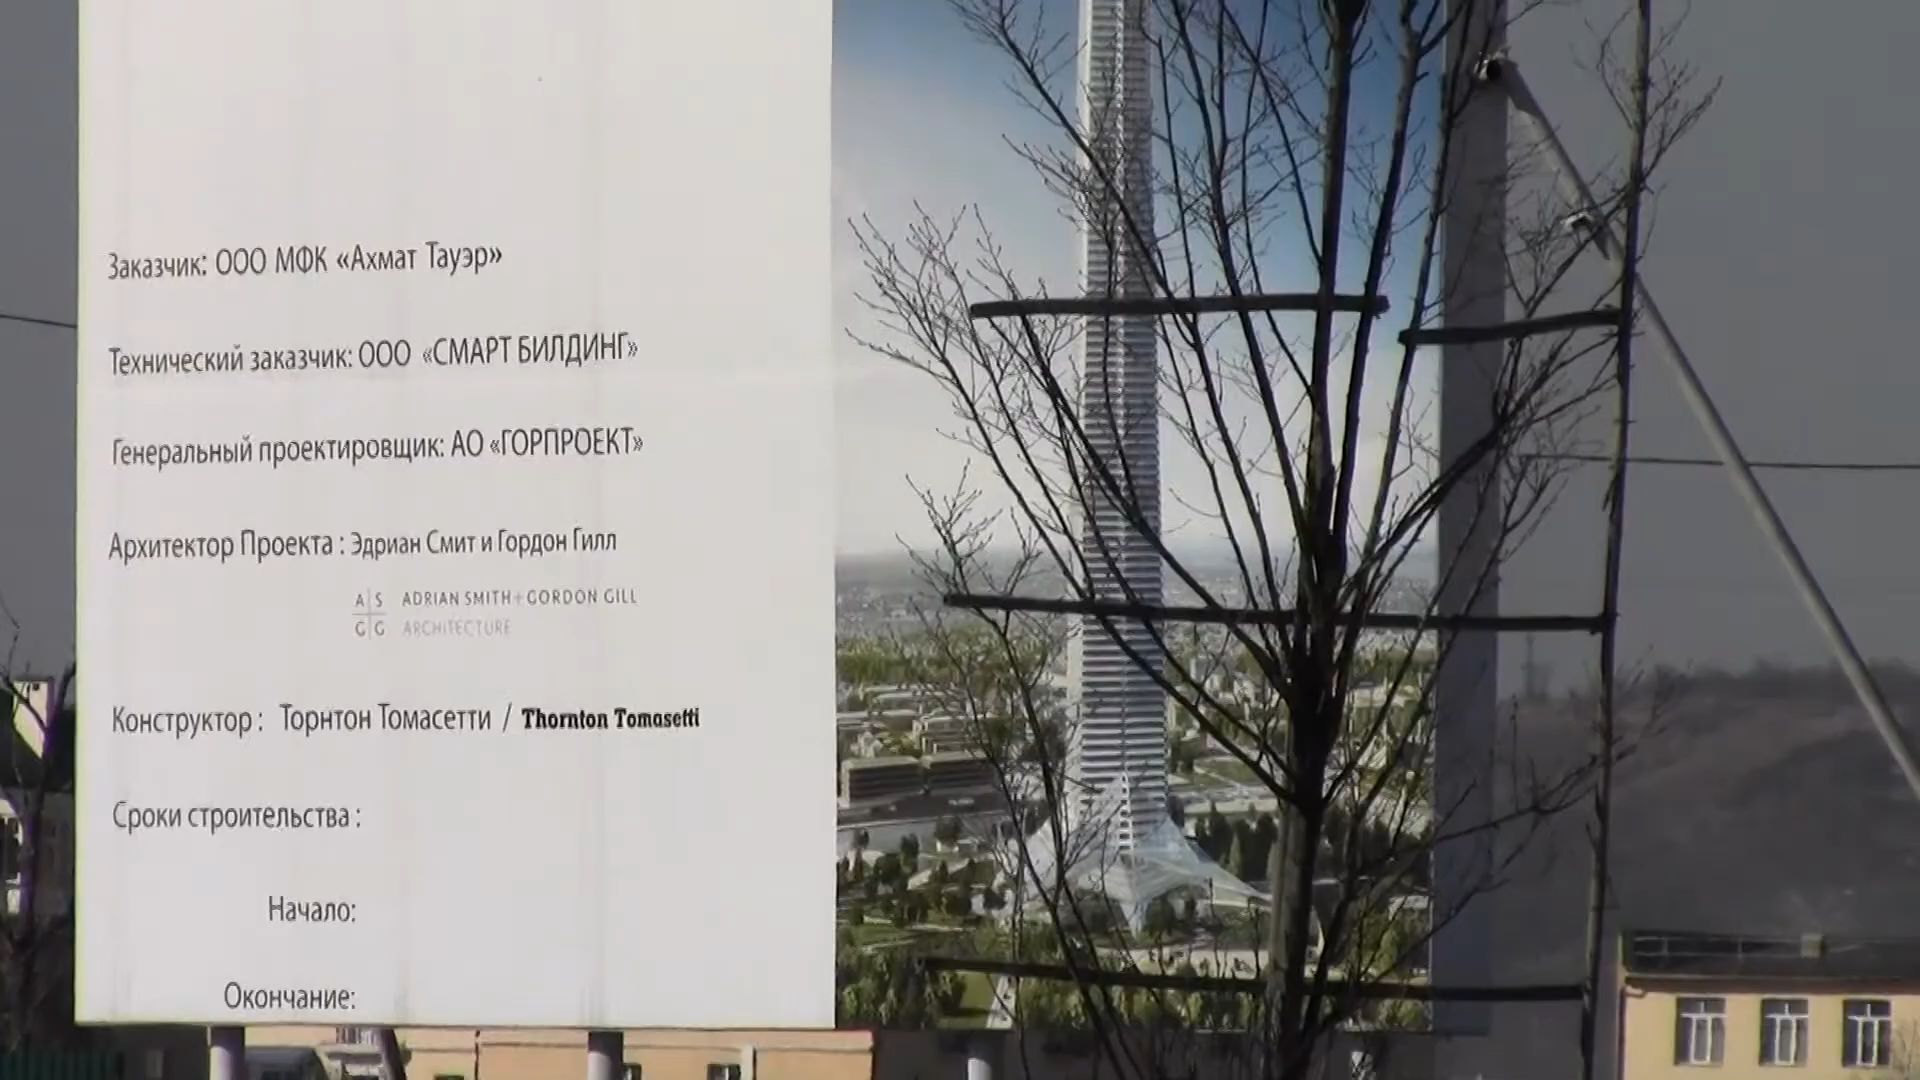 Заказчик: ООО МФК «Ахмат Тауэр»
Технический заказчик: ООО «СМАРТ БИЛДИНГ»
Генеральный проектировщик: АО «ГОРПРОЕКТ»
Архитектор Проекта : Эдриан Смит и Гордон Гилл
A S ADRIAN SMITH+GORDON GILL
G G ARCHITECTURE
Конструктор : Торнтон Томасетти / Thornton Tomasetti
Сроки строительства :
Начало:
Окончание: